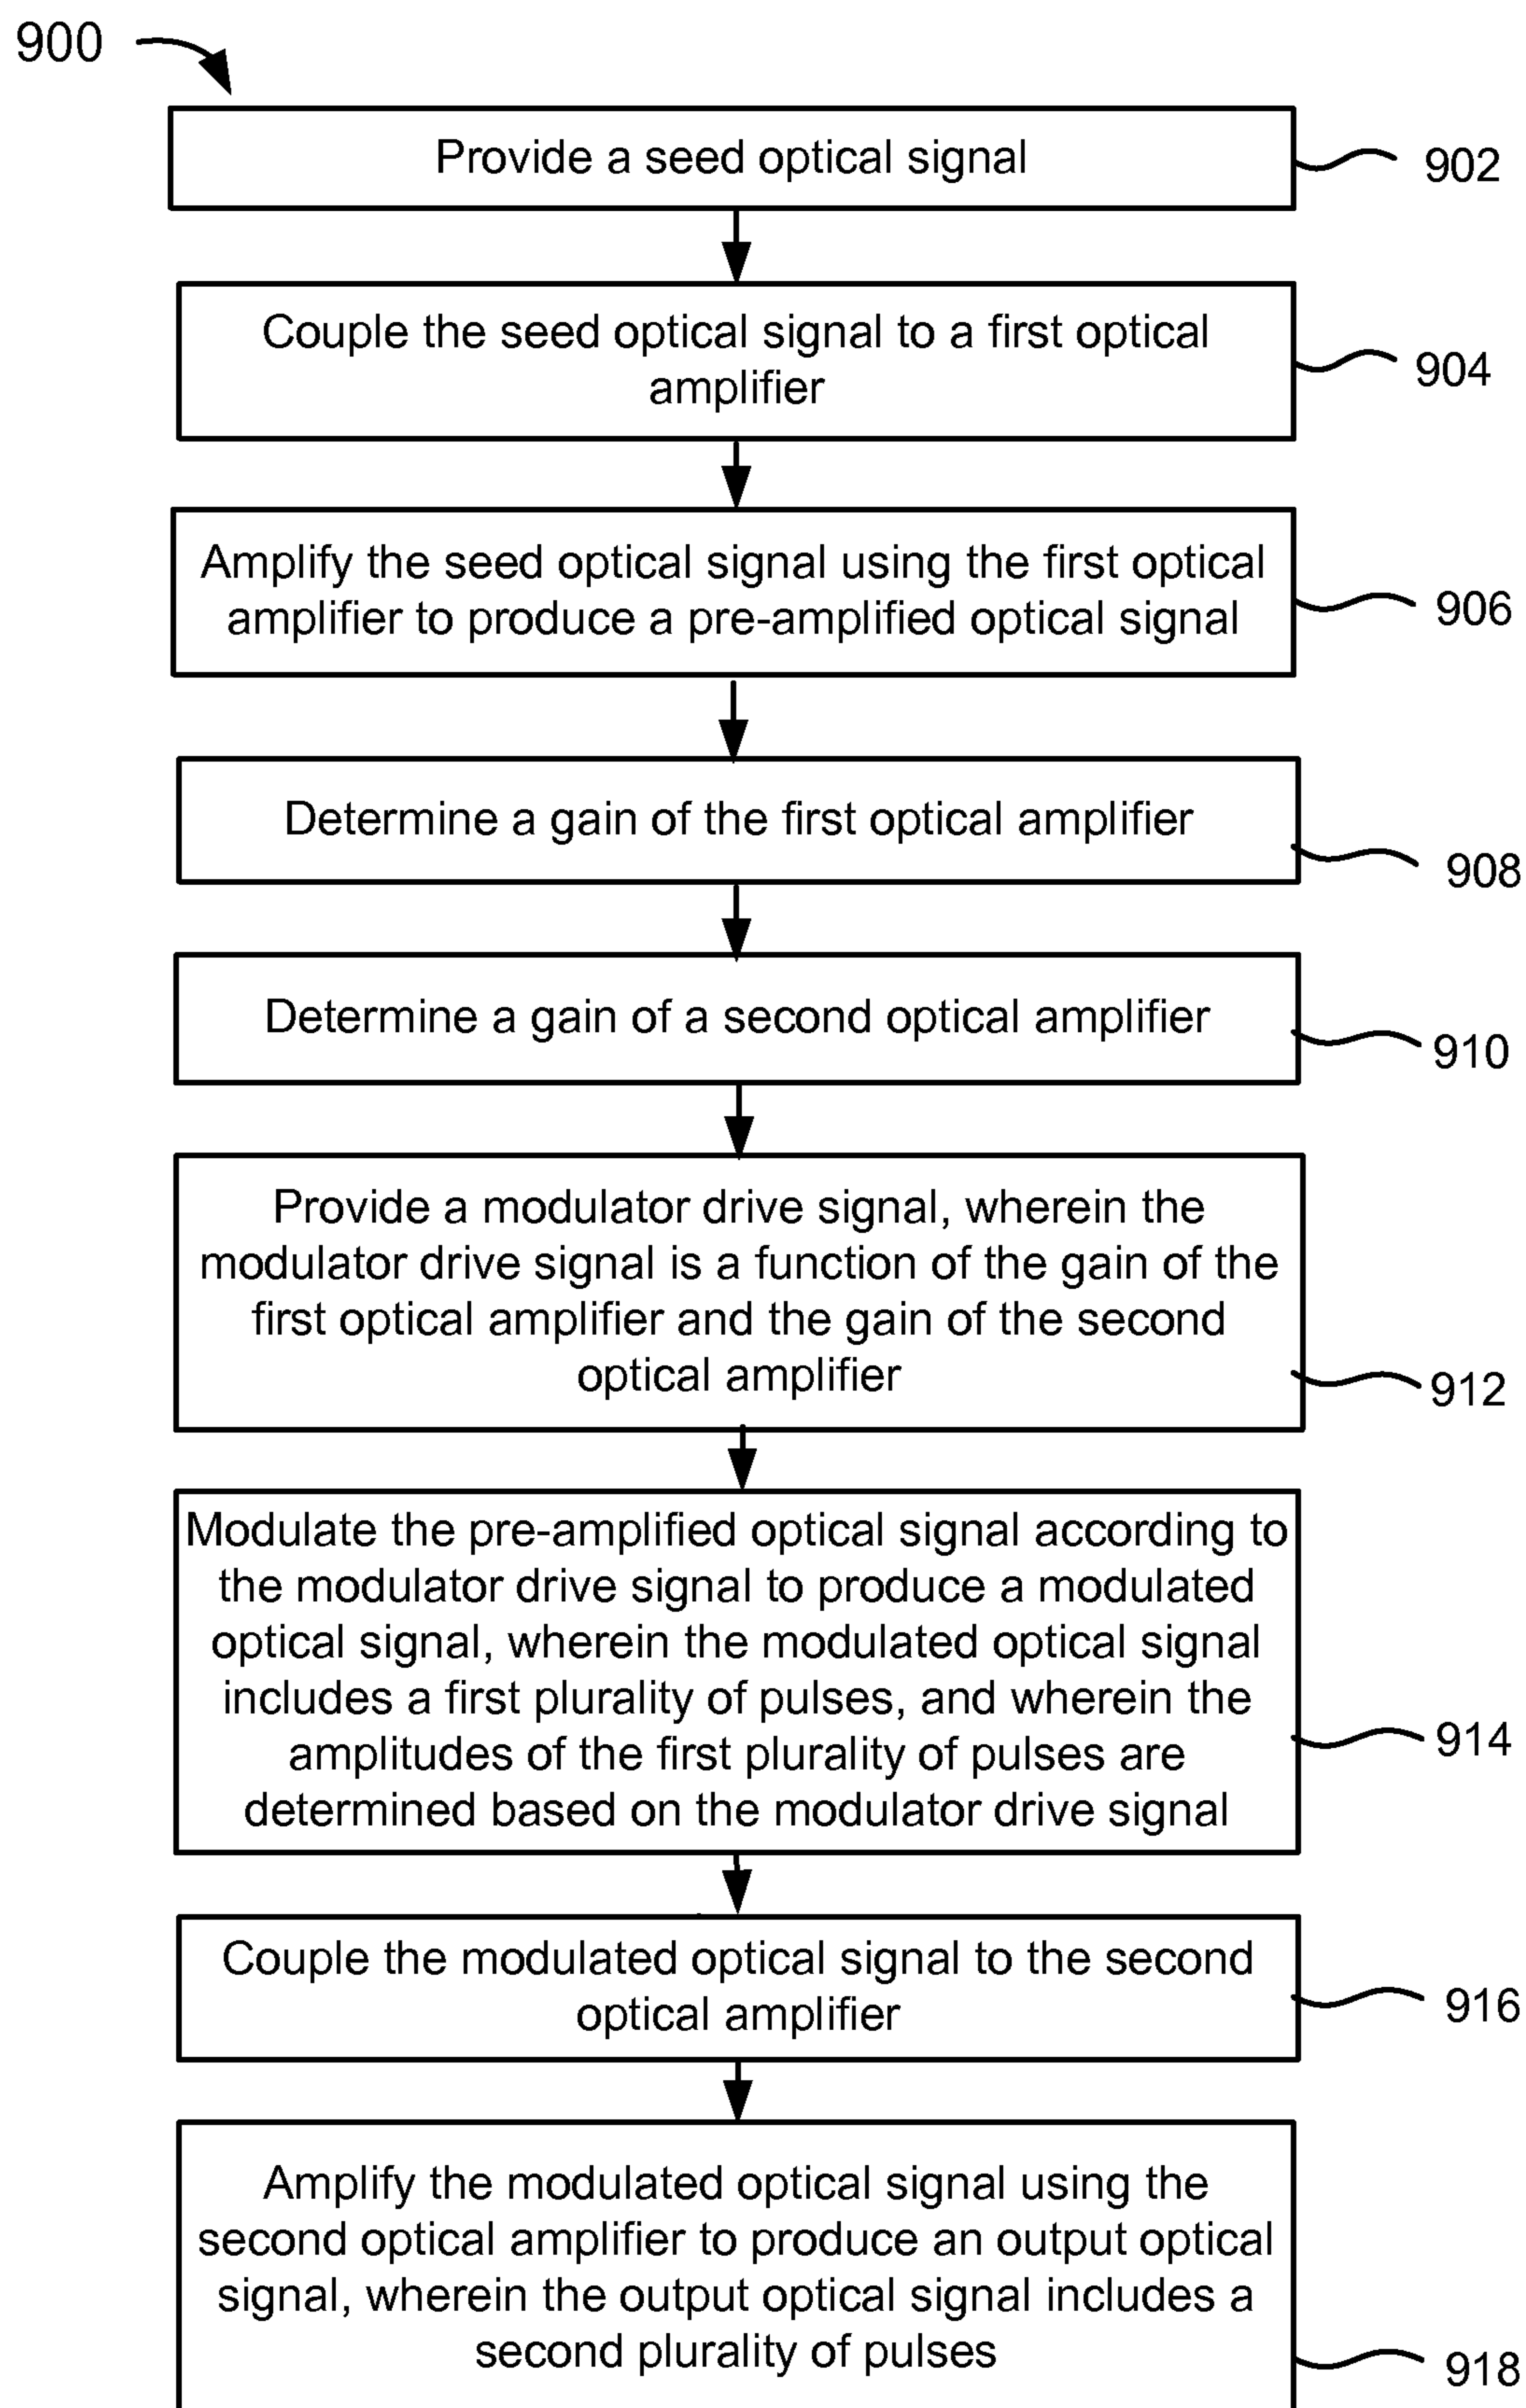 900
Provide a seed optical signal
902
Couple the seed optical signal to a first optical
amplifier
904
Amplify the seed optical signal using the first optical
amplifier to produce a pre-amplified optical signal
906
Determine a gain of the first optical amplifier
908
Determine a gain of a second optical amplifier
910
Provide a modulator drive signal, wherein the
modulator drive signal is a function of the gain of the
first optical amplifier and the gain of the second
optical amplifier
912
Modulate the pre-amplified optical signal according to
the modulator drive signal to produce a modulated
optical signal, wherein the modulated optical signal
includes a first plurality of pulses, and wherein the
amplitudes of the first plurality of pulses are
determined based on the modulator drive signal
914
Couple the modulated optical signal to the second
optical amplifier
916
Amplify the modulated optical signal using the
second optical amplifier to produce an output optical
signal, wherein the output optical signal includes a
second plurality of pulses
918